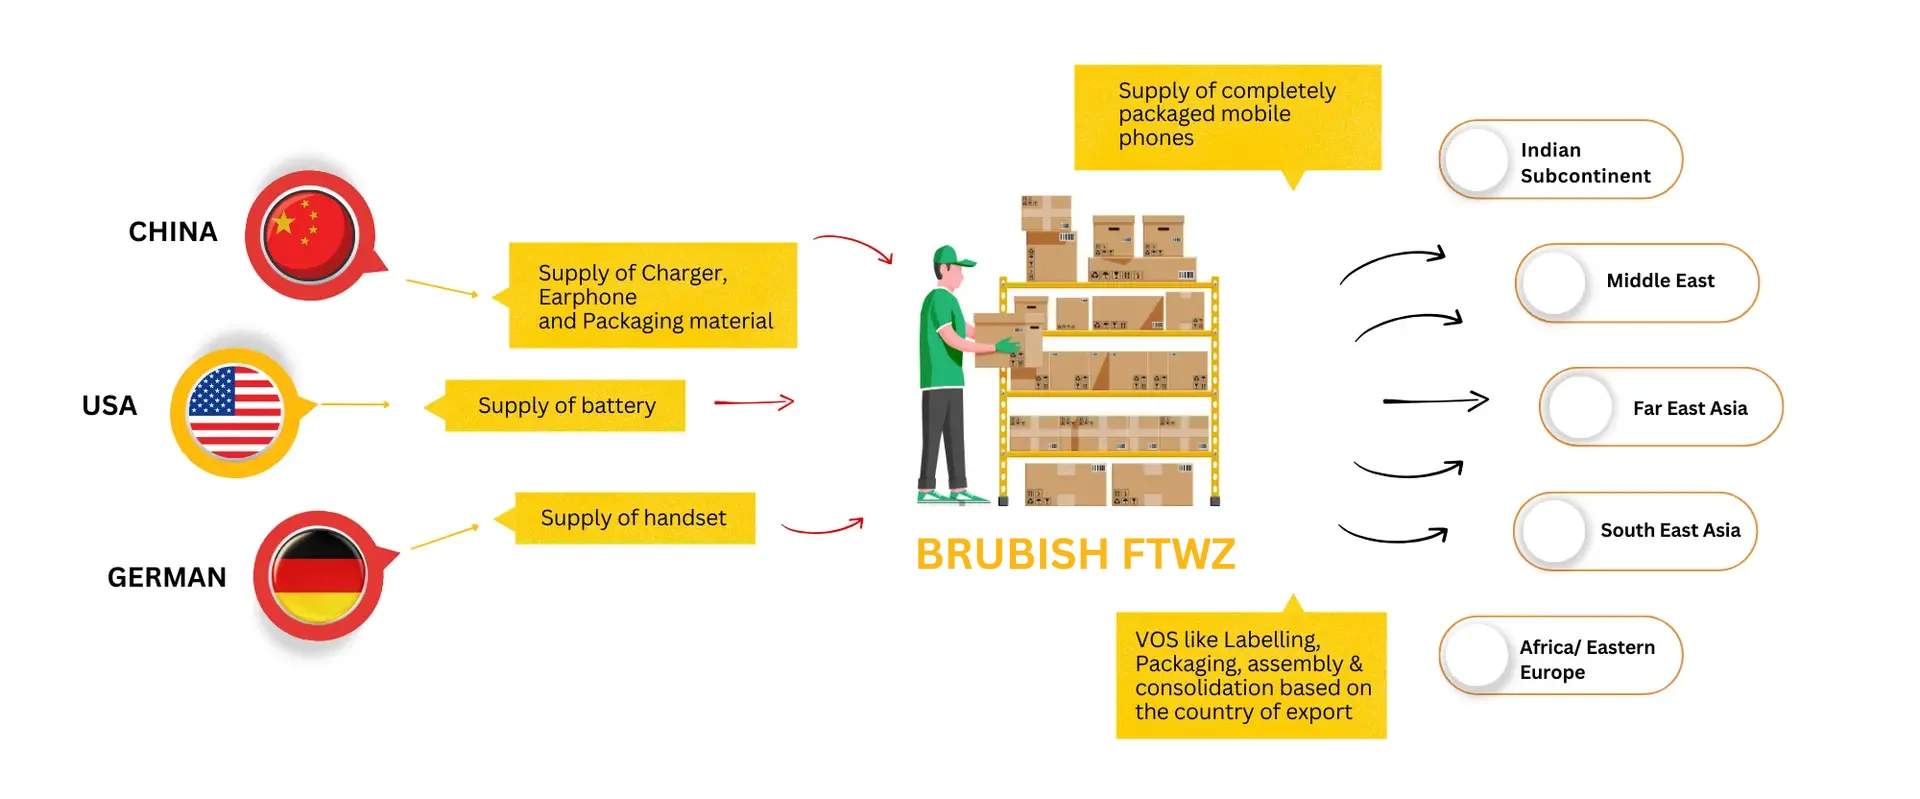 CHINA
Supply of Charger,
Earphone
and Packaging material
USA
Supply of battery
GERMAN
Supply of handset
Supply of completely
packaged mobile
phones
BRUBISH FTWZ
VOS like Labelling,
Packaging, assembly &
consolidation based on
the country of export
Indian
Subcontinent
Middle East
Far East Asia
South East Asia
Africa/ Eastern
Europe